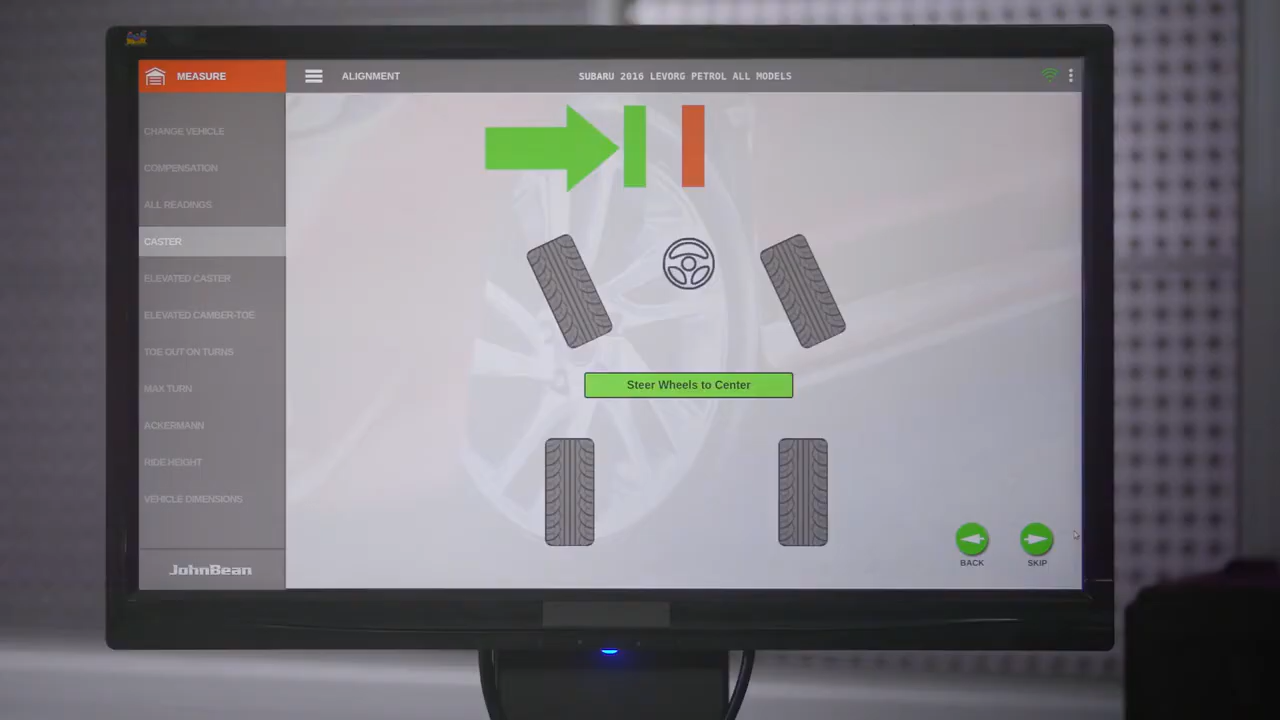 MEASURE
ALIGNMENT
SUBARU 2016 LEVORG PETROL ALL MODELS
CHANGE VEHICLE
COMPENSATION
ALL READINGS
CASTER
ELEVATED CASTER
ELEVATED CAMBER-TOE
TOE OUT ON TURNS
MAX TURN
ACKERMANN
RIDE HEIGHT
VEHICLE DIMENSIONS
Steer Wheels to Center
BACK
SKIP
JohnBean